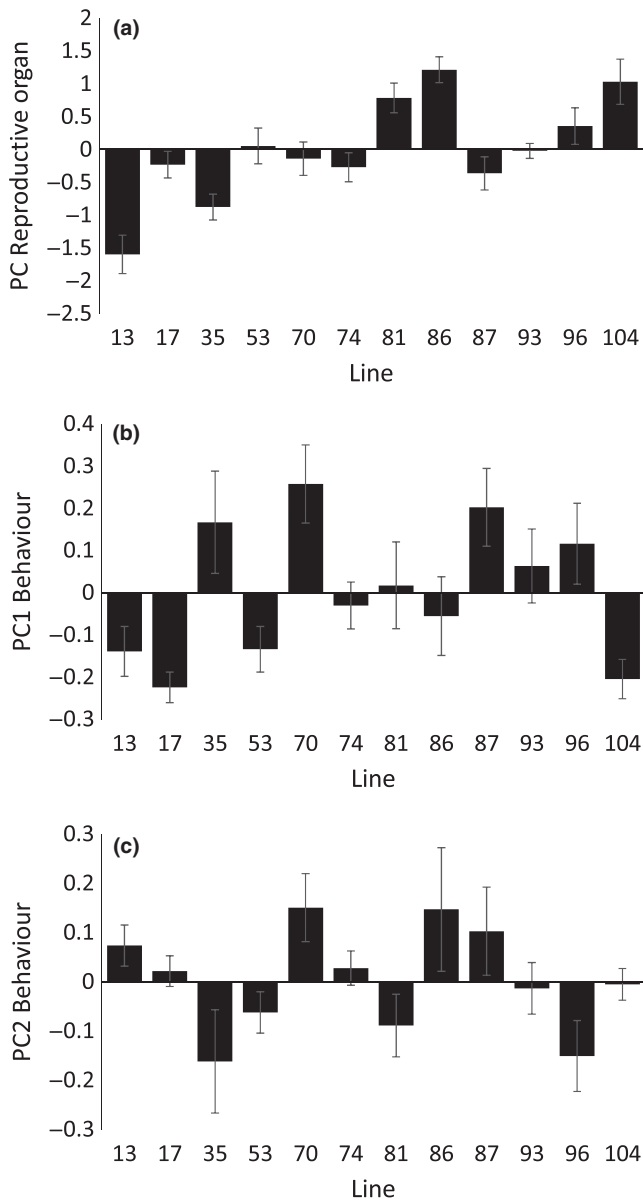 (a)
PC Reproductive organ
2
1.5
1
0.5
0
−0.5
−1
−1.5
−2
−2.5
13 17 35 53 70 74 81 86 87 93 96 104
Line
(b)
PC1 Behaviour
0.4
0.3
0.2
0.1
0
−0.1
−0.2
−0.3
13 17 35 53 70 74 81 86 87 93 96 104
Line
(c)
PC2 Behaviour
0.3
0.2
0.1
0
−0.1
−0.2
−0.3
13 17 35 53 70 74 81 86 87 93 96 104
Line